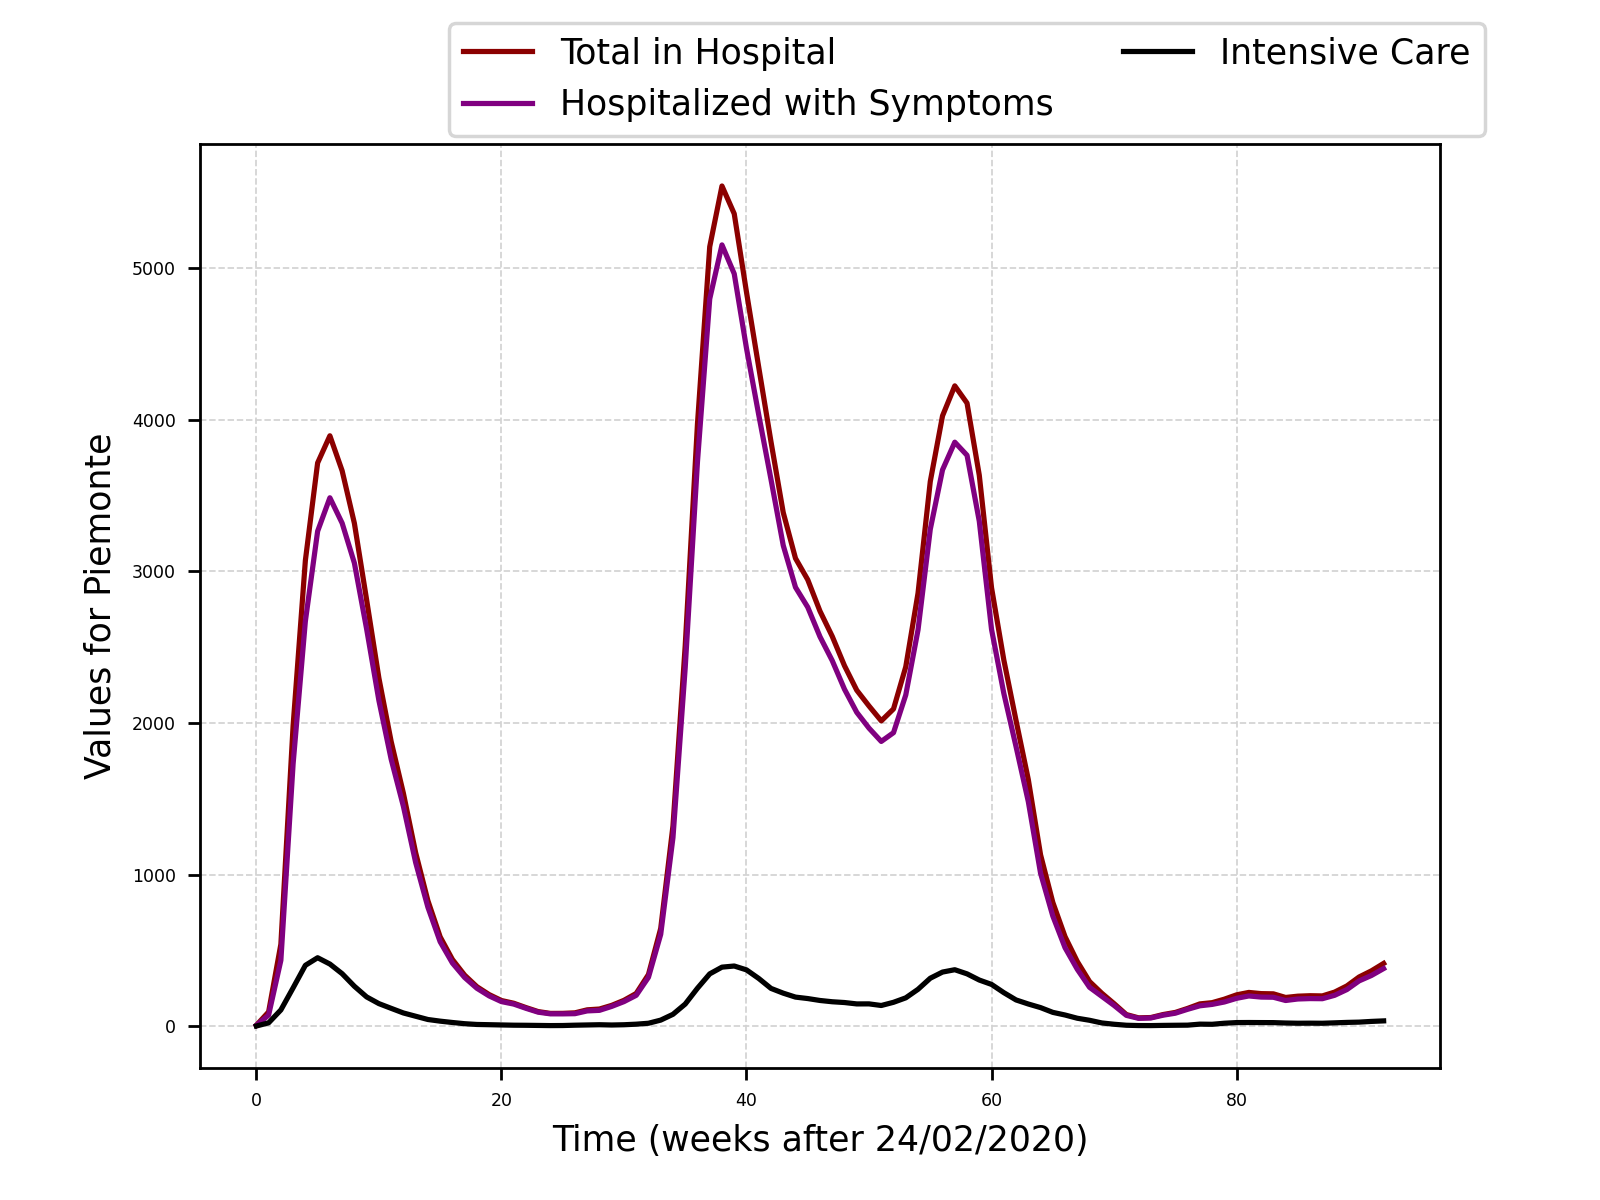 Total in Hospital
Hospitalized with Symptoms
Intensive Care
Values for Piemonte
5000
4000
3000
2000
1000
0
0 20 40 60 80
Time (weeks after 24/02/2020)